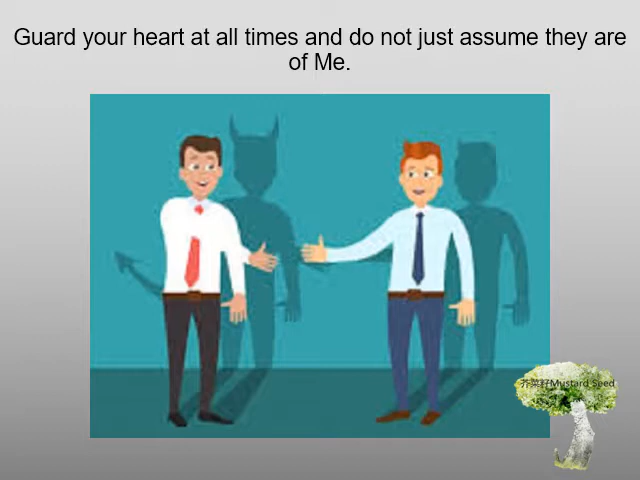 Guard your heart at all times and do not just assume they are
of Me.
芥菜籽Mustard Seed